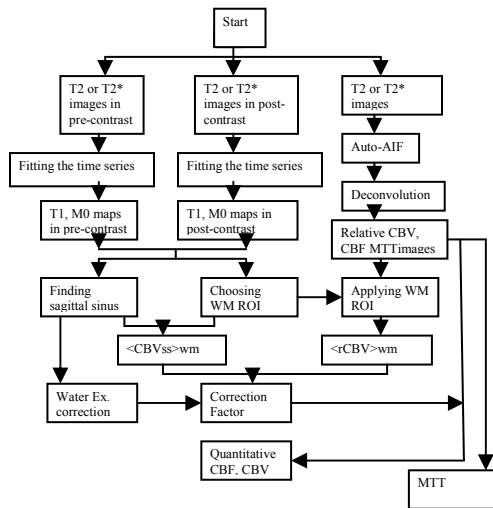 Start
T2 or T2*
images in
pre-contrast
T2 or T2*
images in post-
contrast
T2 or T2*
images
Fitting the time series
Fitting the time series
Auto-AIF
Deconvolution
T1, M0 maps
in pre-contrast
T1, M0 maps in
post-contrast
Relative CBV,
CBF MTTimages
Finding
sagittal sinus
Choosing
WM ROI
Applying WM
ROI
<CBVss>wm
<rCBV>wm
Water Ex.
correction
Correction
Factor
Quantitative
CBF, CBV
MTT